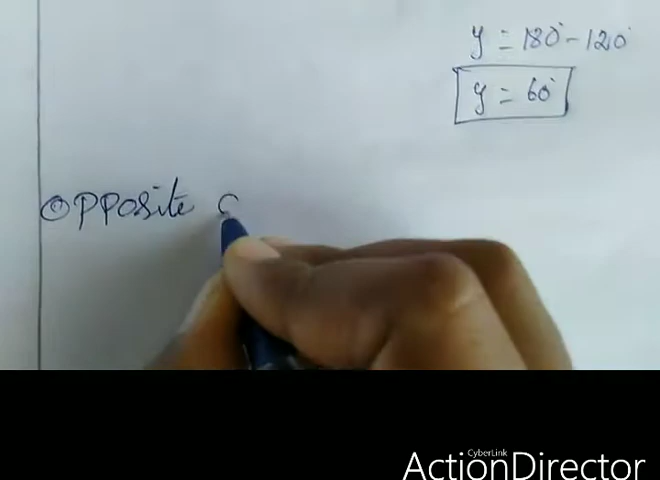 y = 180° - 120°
y = 60°
Opposite
CyberLink
ActionDirector